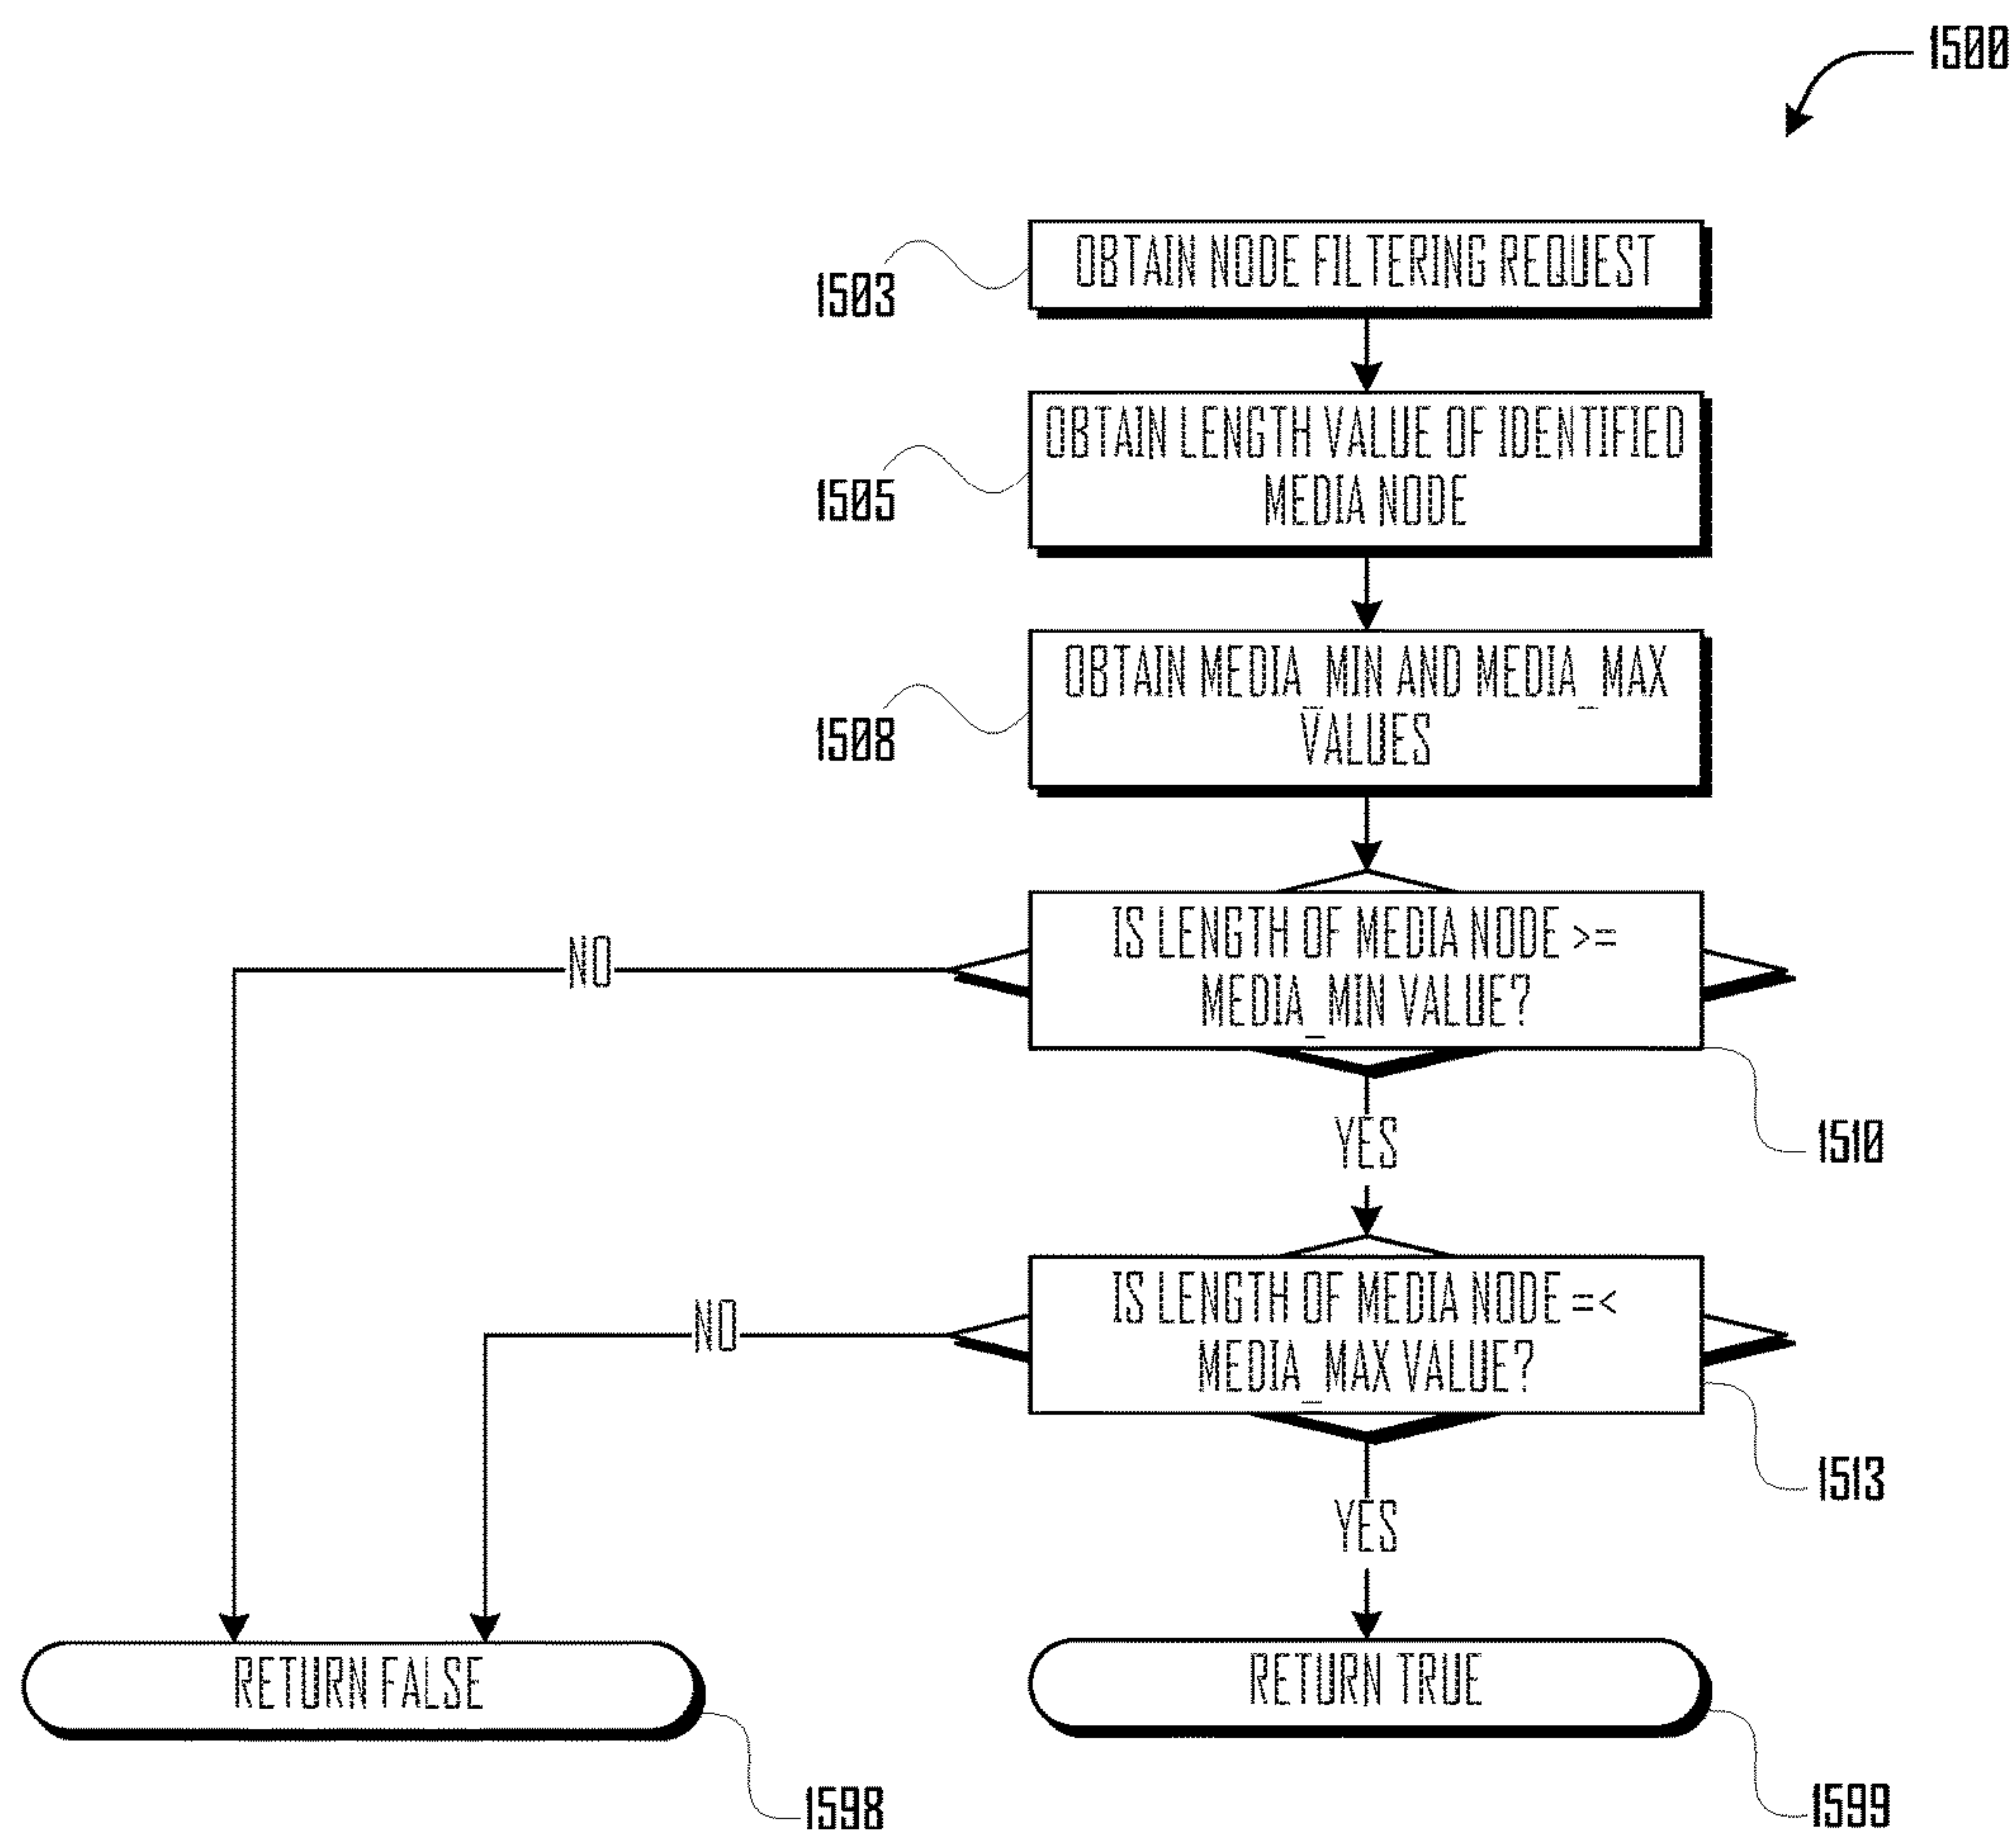 1500
OBTAIN NODE FILTERING REQUEST
1503
OBTAIN LENGTH VALUE OF IDENTIFIED
MEDIA NODE
1505
OBTAIN MEDIA_MIN AND MEDIA_MAX
VALUES
1508
IS LENGTH OF MEDIA NODE >=
MEDIA_MIN VALUE?
NO
1510
YES
IS LENGTH OF MEDIA NODE =<
MEDIA_MAX VALUE?
NO
1513
YES
RETURN FALSE
RETURN TRUE
1598
1599